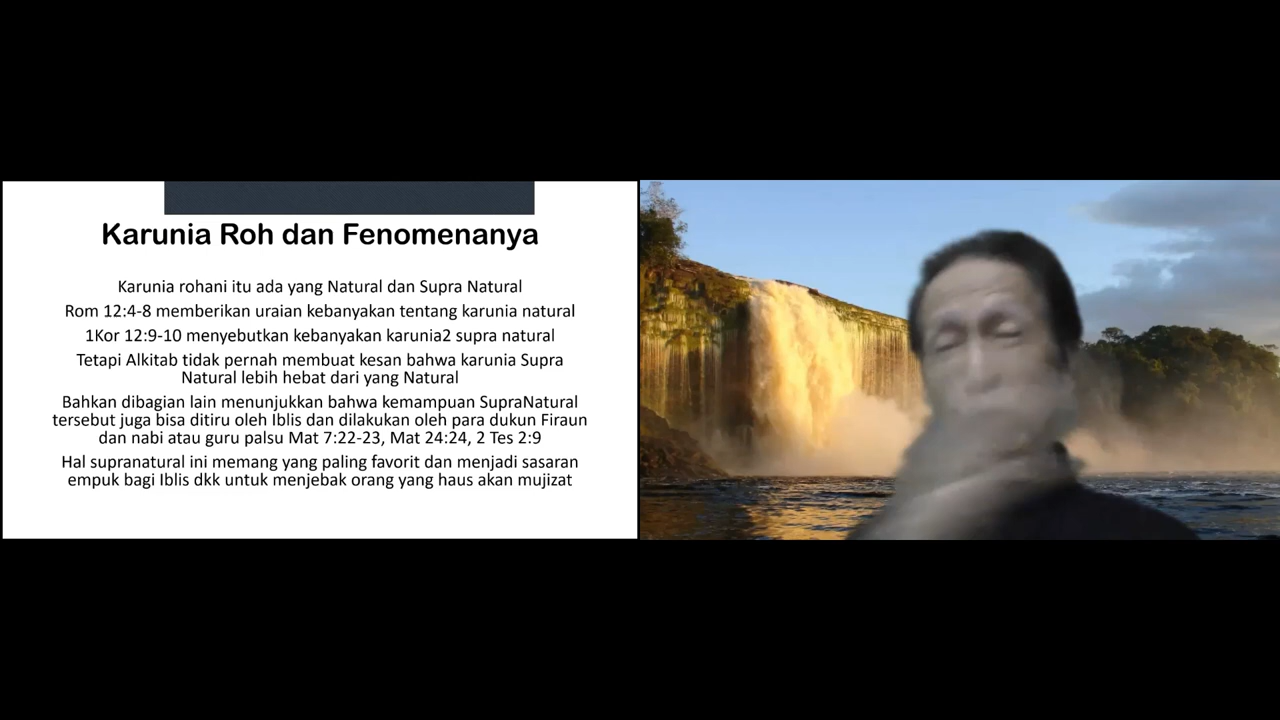 Karunia Roh dan Fenomenanya
Karunia rohani itu ada yang Natural dan Supra Natural
Rom 12:4-8 memberikan uraian kebanyakan tentang karunia natural
1Kor 12:9-10 menyebutkan kebanyakan karunia2 supra natural
Tetapi Alkitab tidak pernah membuat kesan bahwa karunia Supra
Natural lebih hebat dari yang Natural
Bahkan dibagian lain menunjukkan bahwa kemampuan SupraNatural
tersebut juga bisa ditiru oleh Iblis dan dilakukan oleh para dukun Firaun
dan nabi atau guru palsu Mat 7:22-23, Mat 24:24, 2 Tes 2:9
Hal supranatural ini memang yang paling favorit dan menjadi sasaran
empuk bagi Iblis dkk untuk menjebak orang yang haus akan mujizat